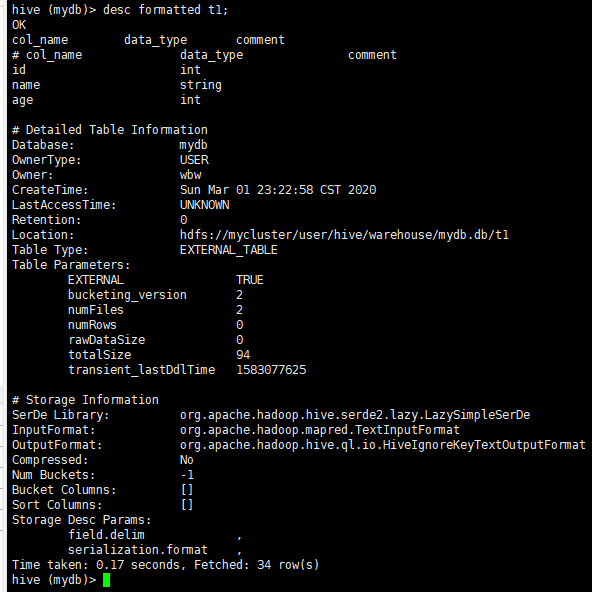 hive (mydb)> desc formatted t1;
OK
col_name data_type comment
# col_name data_type comment
id int
name string
age int
# Detailed Table Information
Database: mydb
OwnerType: USER
Owner: wbw
CreateTime: Sun Mar 01 23:22:58 CST 2020
LastAccessTime: UNKNOWN
Retention: 0
Location: hdfs://mycluster/user/hive/warehouse/mydb.db/t1
Table Type: EXTERNAL_TABLE
Table Parameters:
EXTERNAL TRUE
bucketing_version 2
numFiles 2
numRows 0
rawDataSize 0
totalSize 94
transient_lastDdlTime 1583077625
# Storage Information
SerDe Library: org.apache.hadoop.hive.serde2.lazy.LazySimpleSerDe
InputFormat: org.apache.hadoop.mapred.TextInputFormat
OutputFormat: org.apache.hadoop.hive.ql.io.HiveIgnoreKeyTextOutputFormat
Compressed: No
Num Buckets: -1
Bucket Columns: []
Sort Columns: []
Storage Desc Params:
field.delim ,
serialization.format ,
Time taken: 0.17 seconds, Fetched: 34 row(s)
hive (mydb)>